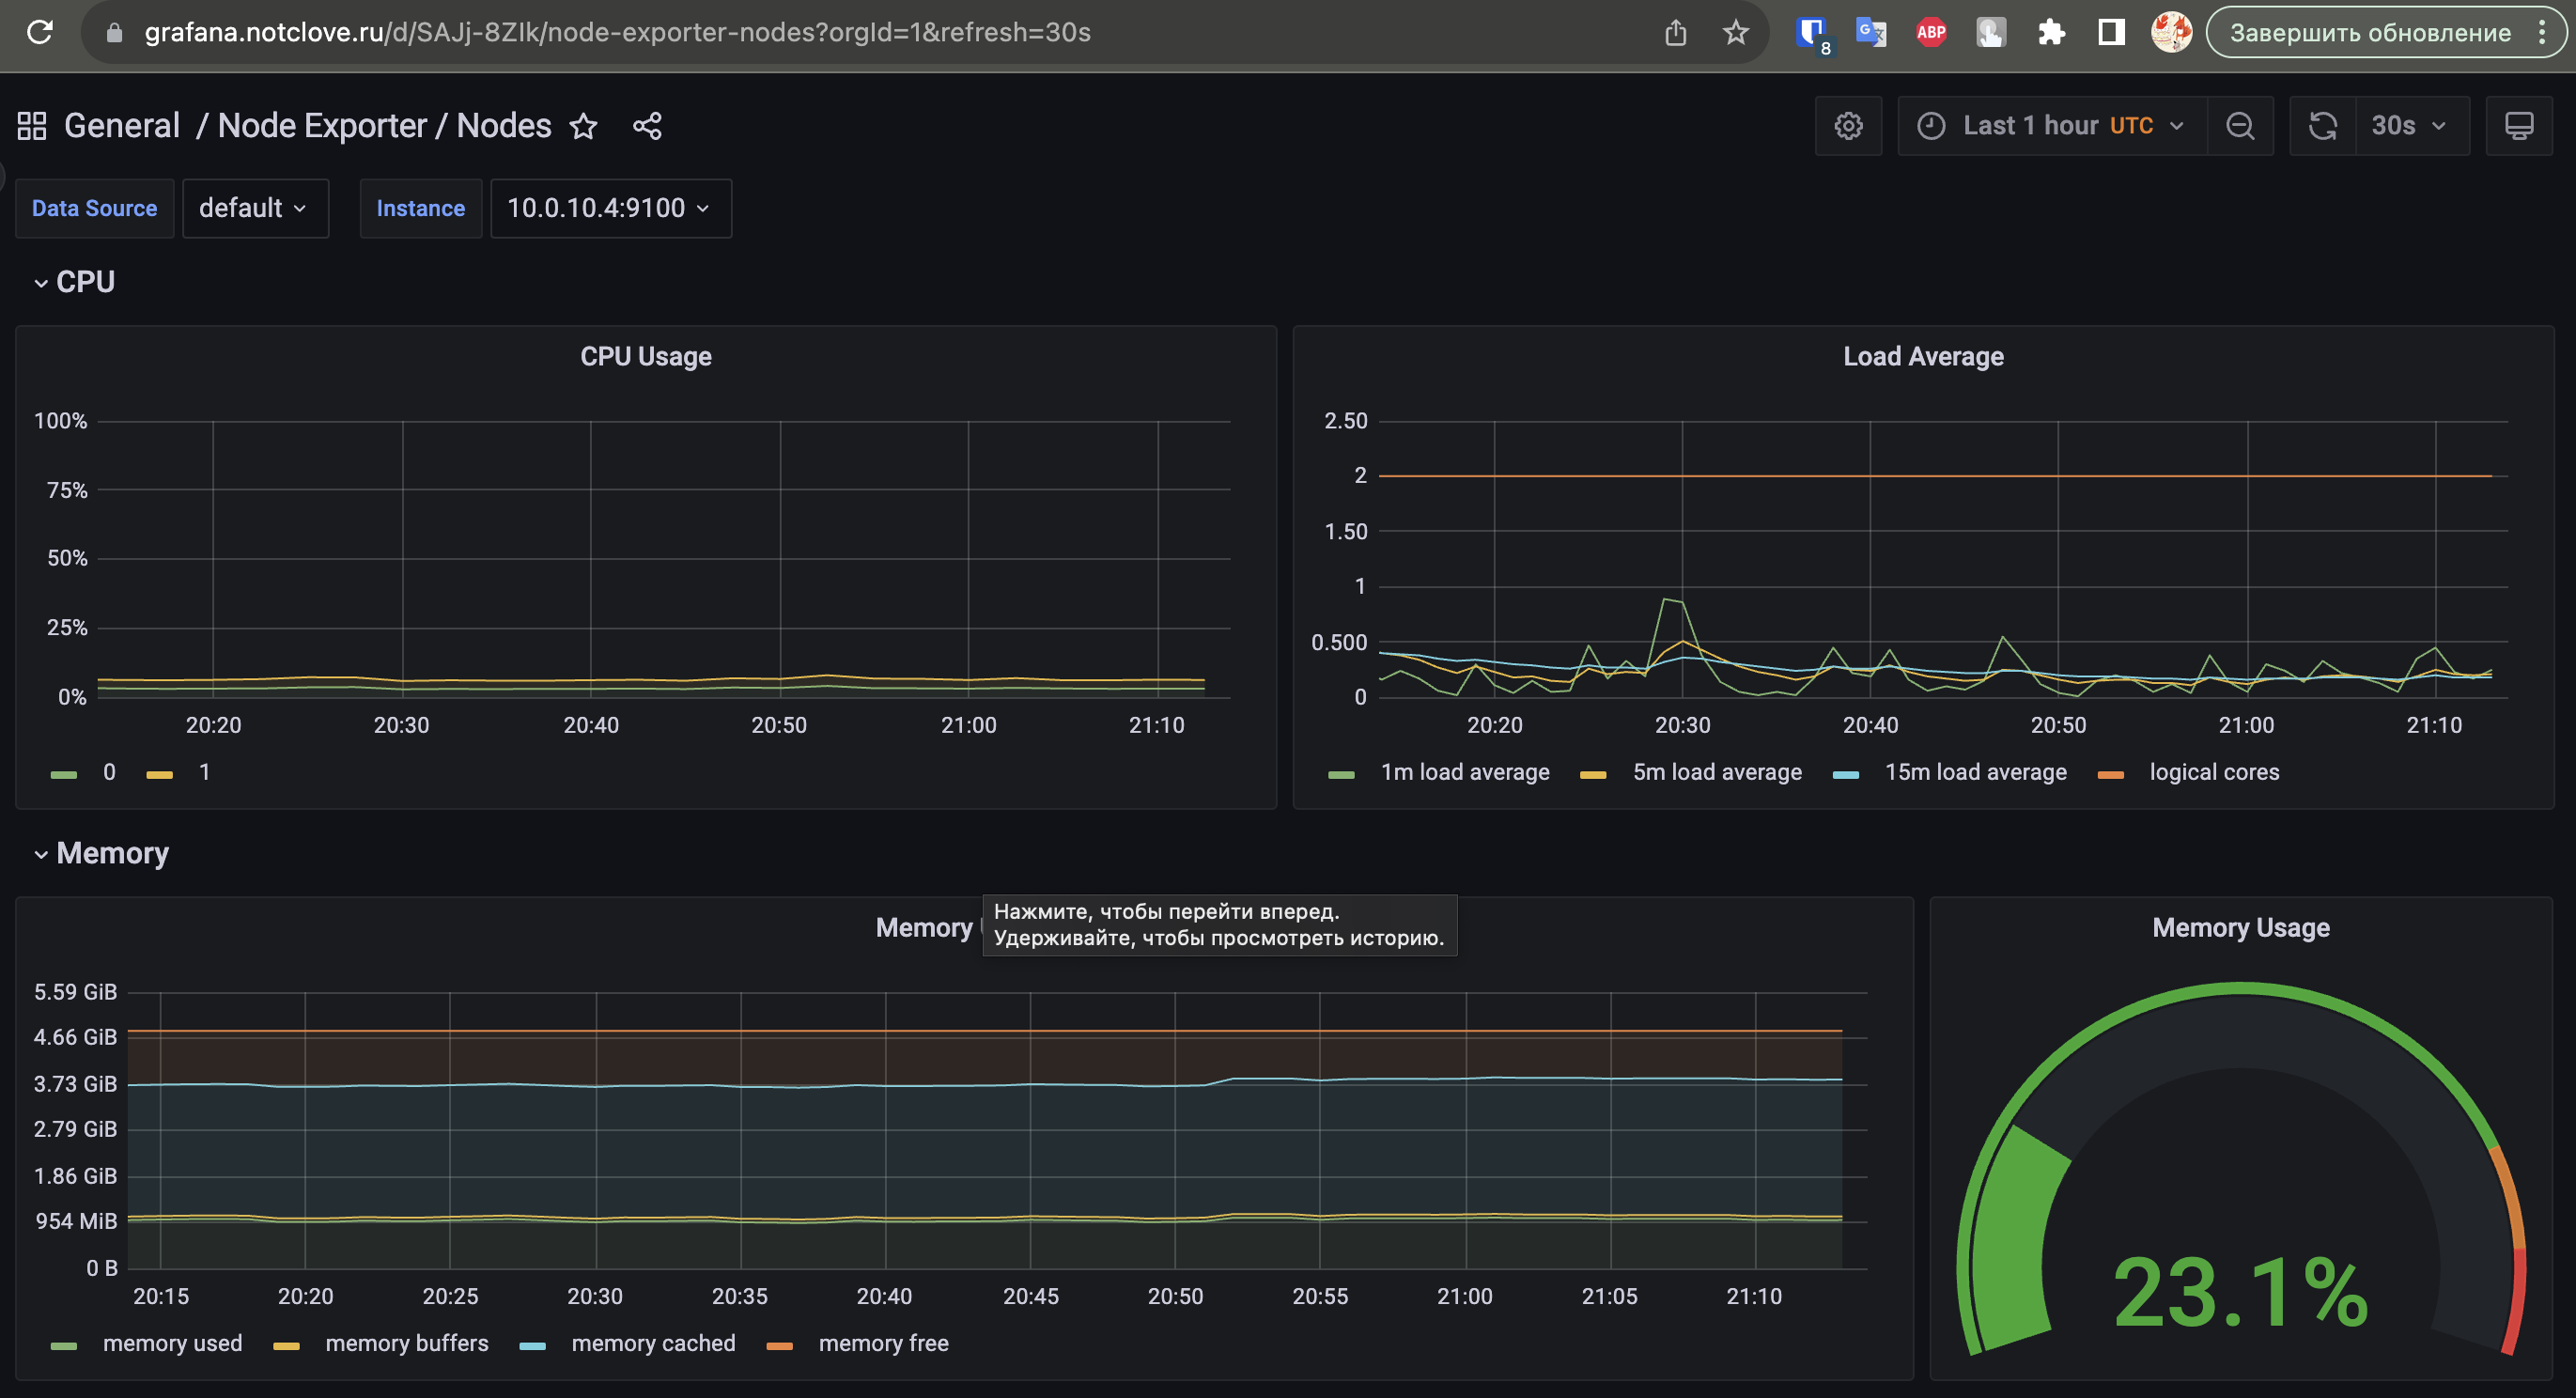 grafana.notclove.ru/d/SAJj-8ZIk/node-exporter-nodes?orgId=1&refresh=30s
8
G
ABP
Завершить обновление
General / Node Exporter / Nodes
Last 1 hour UTC
30s
Data Source
default
Instance
10.0.10.4:9100
CPU
CPU Usage
100%
75%
50%
25%
0%
20:20 20:30 20:40 20:50 21:00 21:10
0 1
Load Average
2.50
2
1.50
1
0.500
0
20:20 20:30 20:40 20:50 21:00 21:10
1m load average 5m load average 15m load average logical cores
Memory
Memory
Нажмите, чтобы перейти вперед.
Удерживайте, чтобы просмотреть историю.
5.59 GiB
4.66 GiB
3.73 GiB
2.79 GiB
1.86 GiB
954 MiB
0 B
20:15 20:20 20:25 20:30 20:35 20:40 20:45 20:50 20:55 21:00 21:05 21:10
memory used memory buffers memory cached memory free
Memory Usage
23.1%